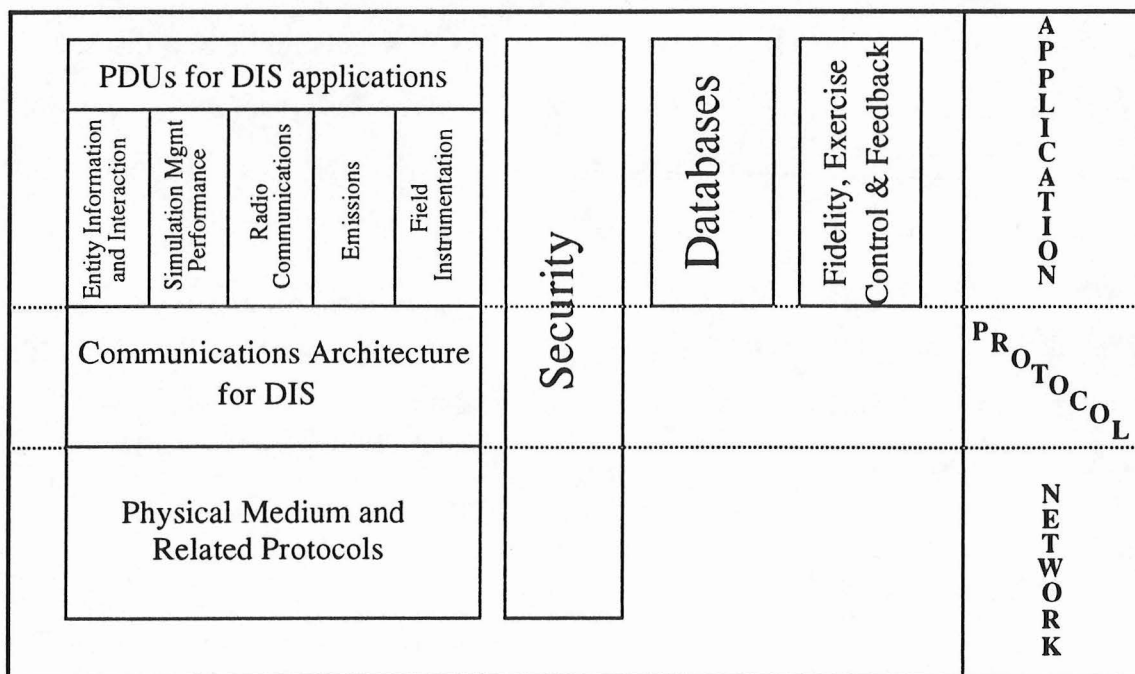 PDUs for DIS applications
Entity Information
and Interaction
Simulation Mgmt
Performance
Radio
Communications
Emissions
Field
Instrumentation
Communications Architecture
for DIS
Physical Medium and
Related Protocols
Security
Databases
Fidelity, Exercise
Control & Feedback
APPLICATION
PROTOCOL
NETWORK